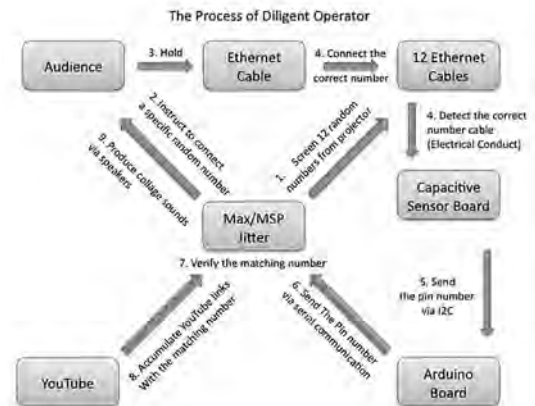 The Process of Diligent Operator
Audience
3. Hold
Ethernet
Cable
4. Connect the
correct number
12 Ethernet
Cables
2. Instruct to connect
a specific random number
9. Produce collage sounds
via speakers
1. Screen 12 random
numbers from projector
4. Detect the correct
number cable
(Electrical Conduct)
Capacitive
Sensor Board
Max/MSP
Jitter
7. Verify the matching number
5. Send
the pin number
via I2C
6. Send The Pin number
via serial communication
8. Accumulate YouTube links
With the matching number
YouTube
Arduino
Board